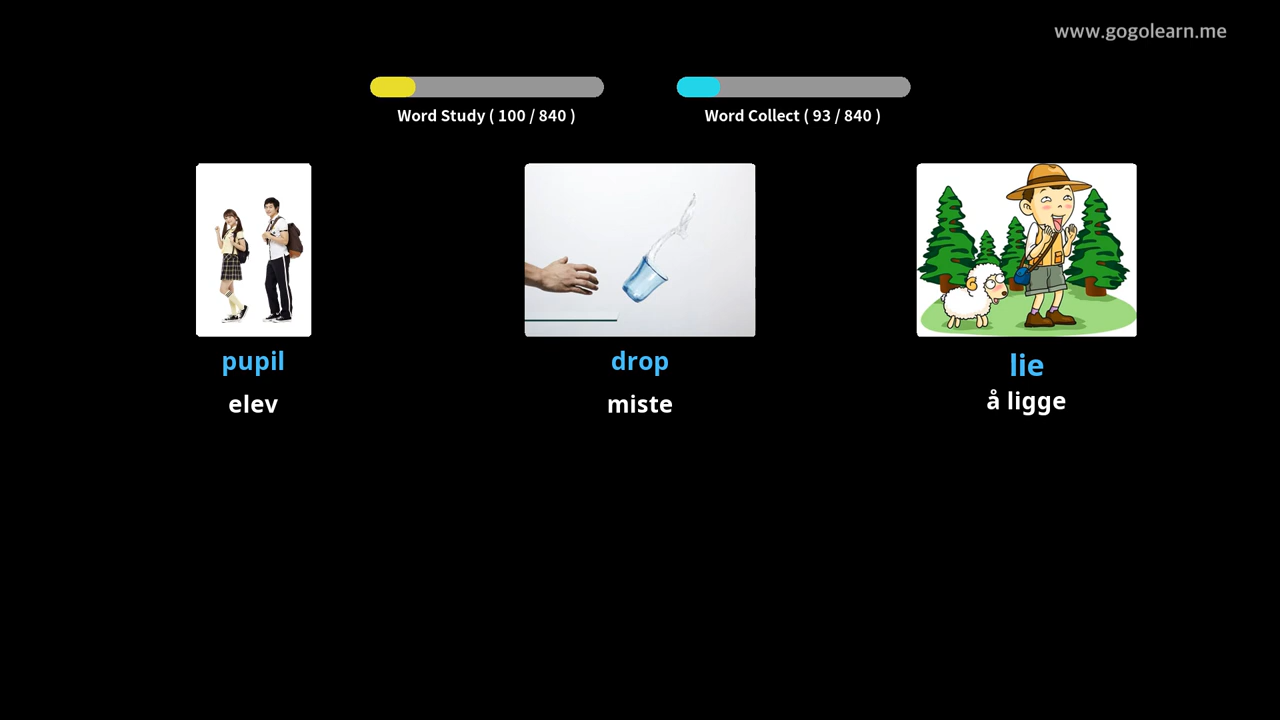 www.gogolearn.me
Word Study ( 100 / 840 )
Word Collect ( 93 / 840 )
pupil
elev
drop
miste
lie
å ligge